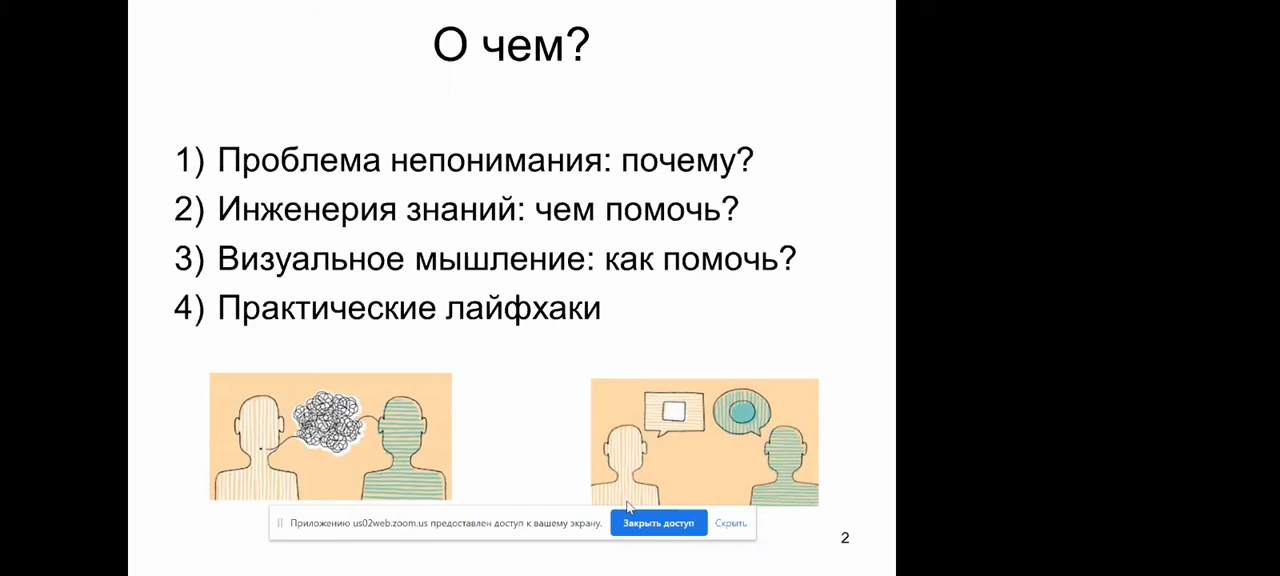 О чем?
1) Проблема непонимания: почему?
2) Инженерия знаний: чем помочь?
3) Визуальное мышление: как помочь?
4) Практические лайфхаки
Приложению us02web.zoom.us предоставлен доступ к вашему экрану. Закрыть доступ Скрыть
2